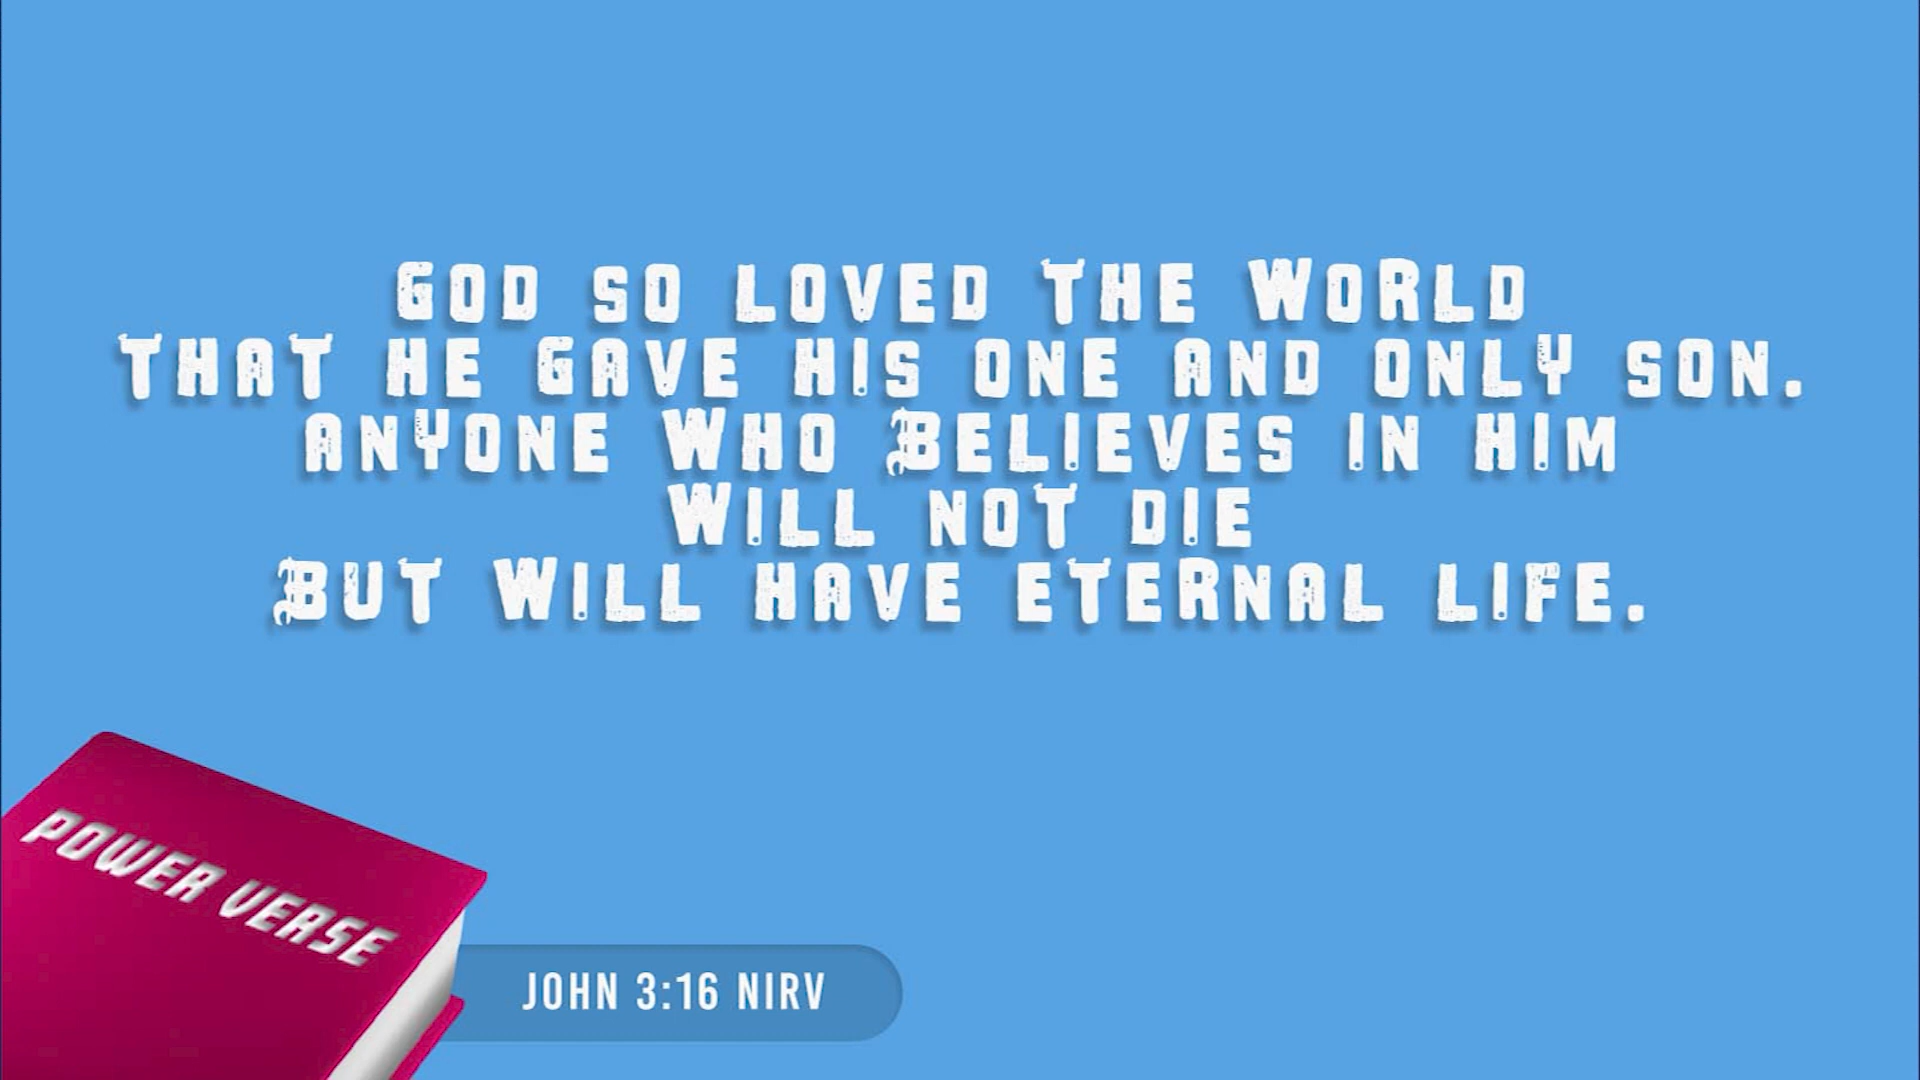 GOD SO LOVED THE WORLD
THAT HE GAVE HIS ONE AND ONLY SON.
ANYONE WHO BELIEVES IN HIM
WILL NOT DIE
BUT WILL HAVE ETERNAL LIFE.
POWER VERSE
JOHN 3:16 NIRV